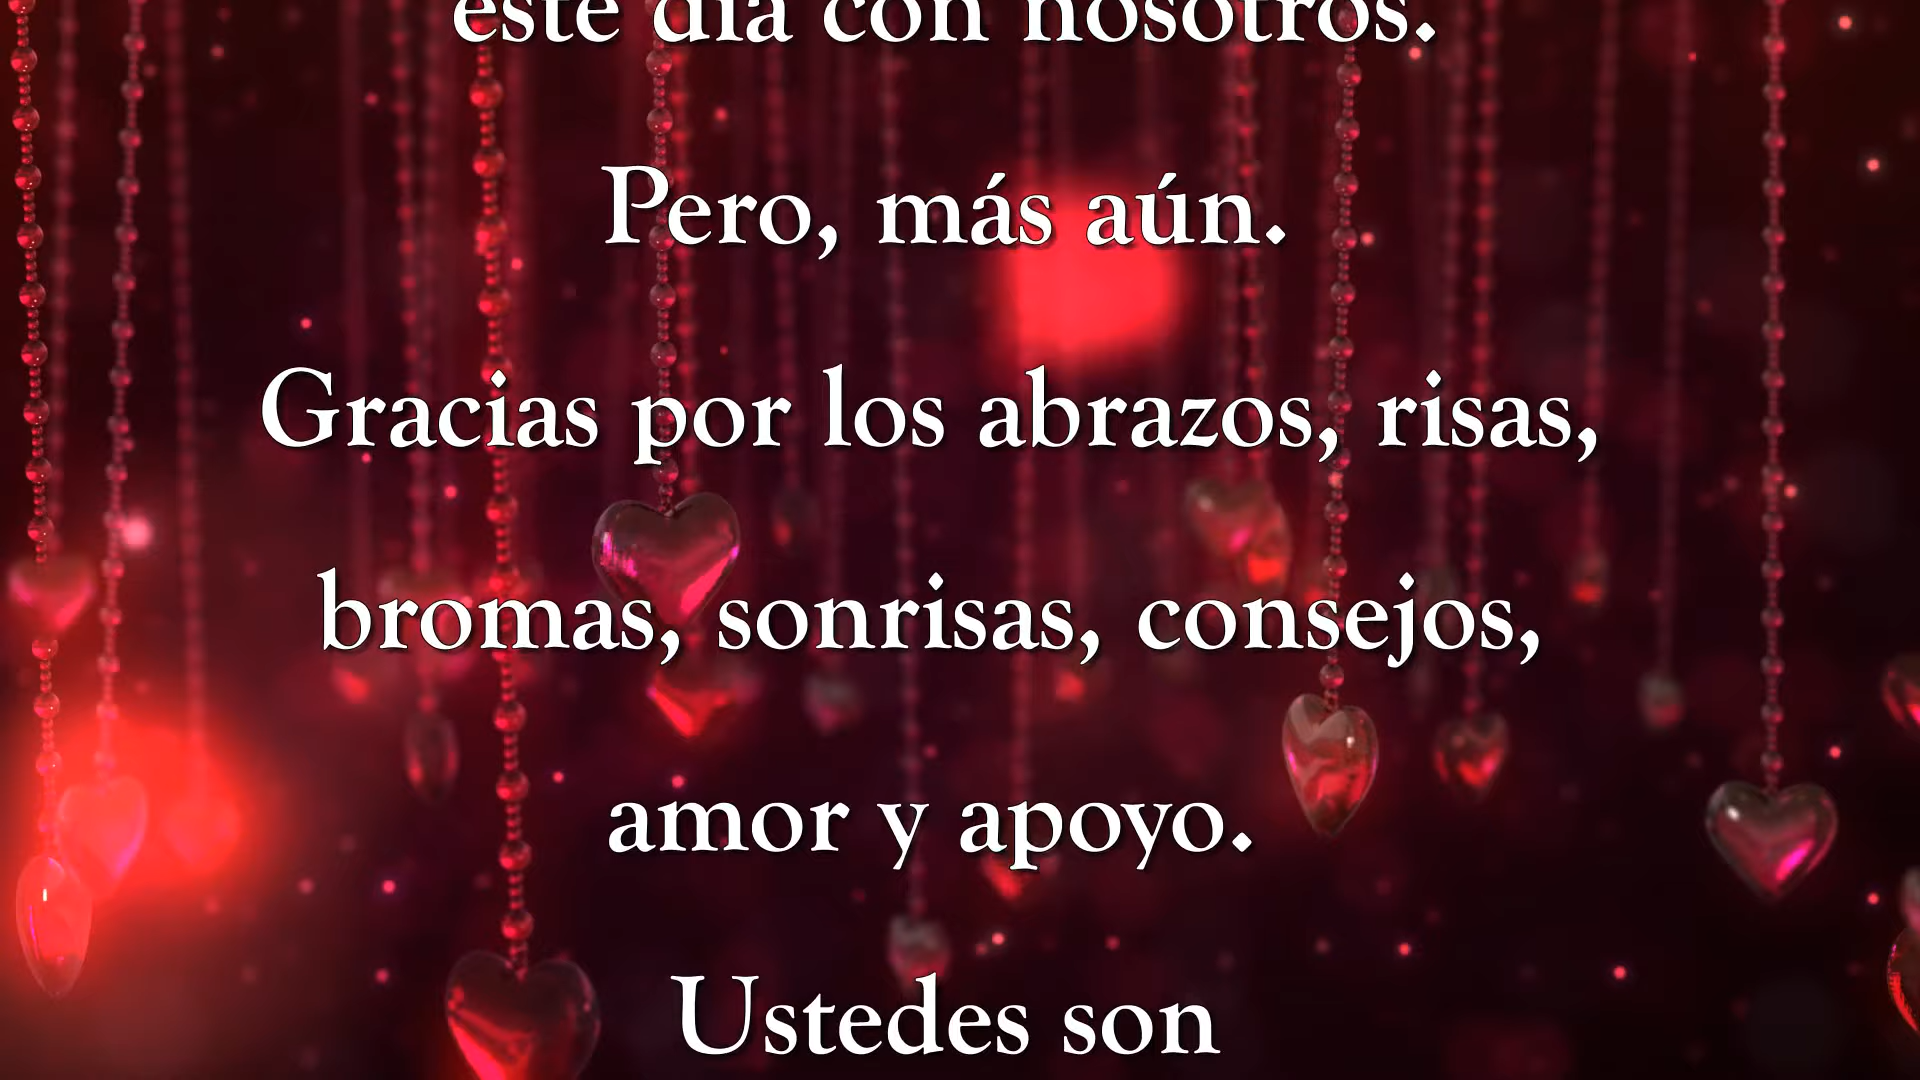 este día con nosotros.
Pero, más aún.
Gracias por los abrazos, risas,
bromas, sonrisas, consejos,
amor y apoyo.
Ustedes son